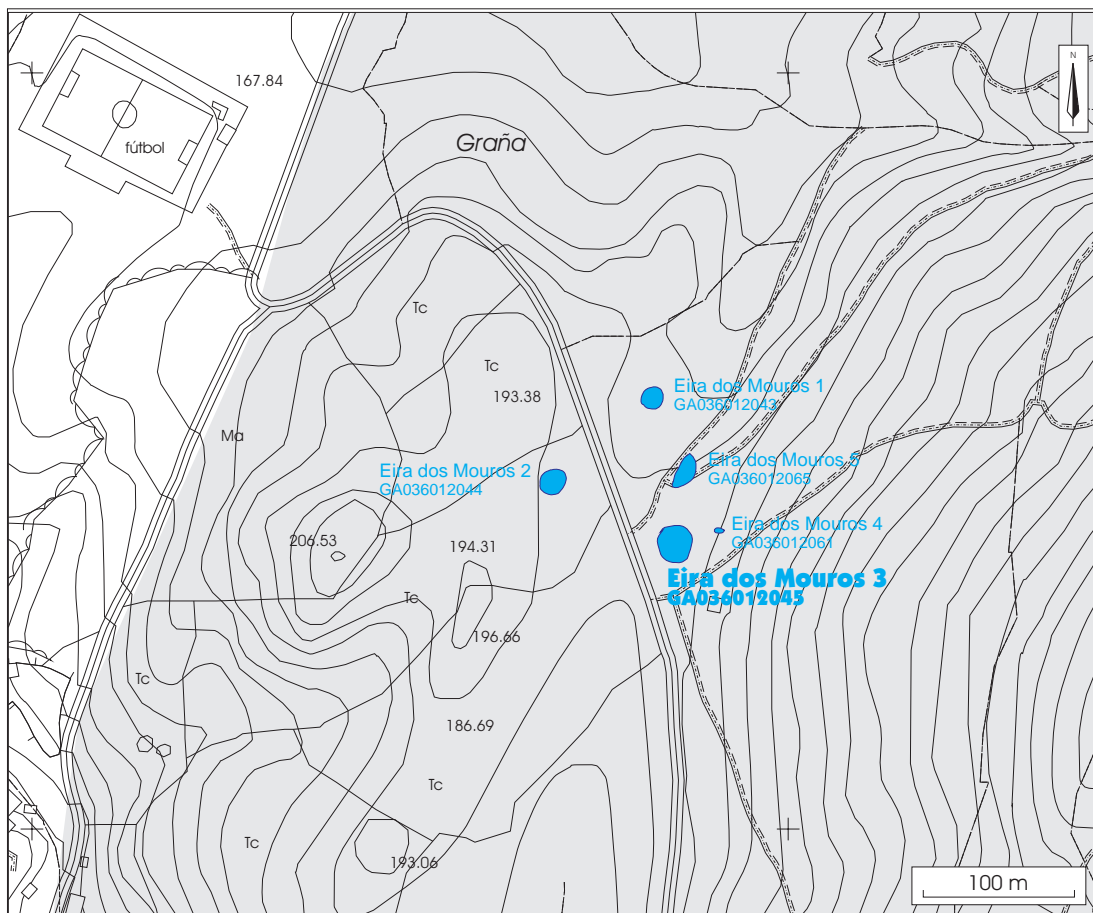 N
167.84
fútbol
Graña
Tc
Tc
193.38
Eira dos Mouros 1
GA036012043
Ma
Eira dos Mouros 2
GA036012044
Eira dos Mouros 5
GA036012065
Eira dos Mouros 4
GA036012061
206.53
194.31
Eira dos Mouros 3
GA036012045
Tc
196.66
Tc
186.69
Tc
Tc
193.06
100 m